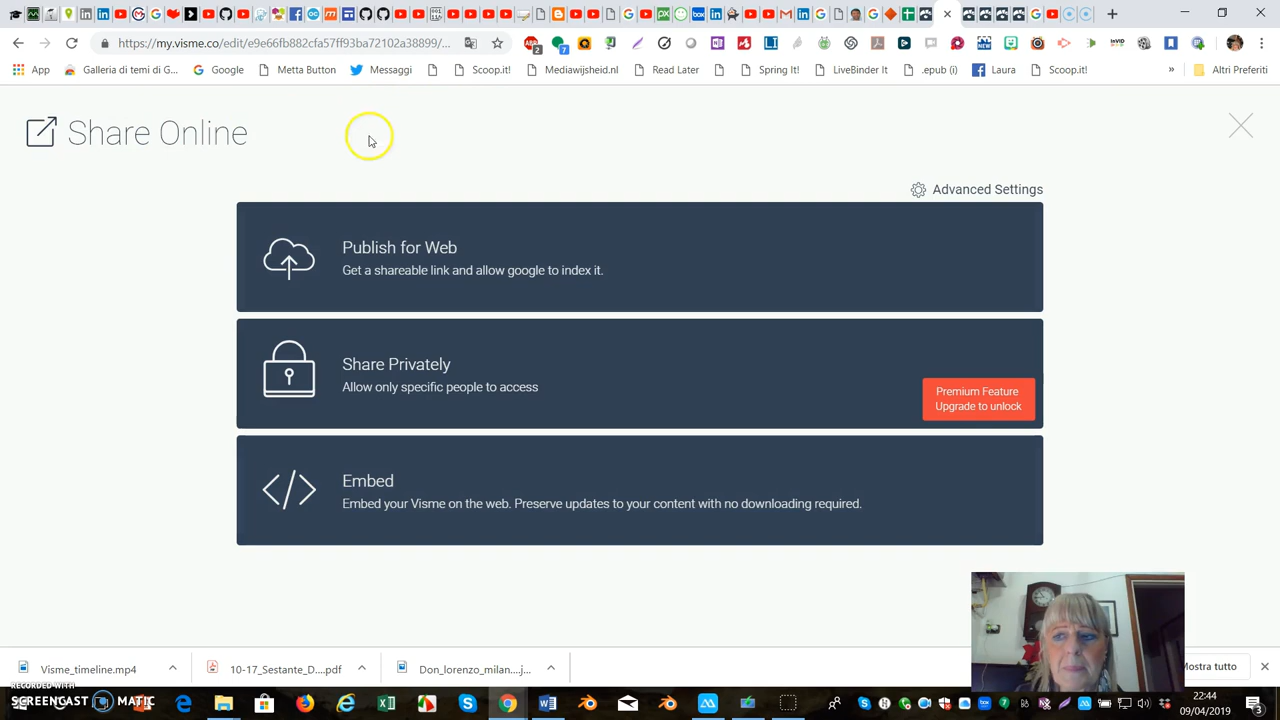 https://my.visme.co/edit/e9e66fb882cfa57ff93ba72102a38899/...
App
Galleria di temi di G...
Google
Metta Button
Messaggi
Scoop.it!
Mediawijsheid.nl
Read Later
Spring It!
LiveBinder It
.epub (i)
Laura
Scoop.it!
»
Altri Preferiti
Share Online
Advanced Settings
Publish for Web
Get a shareable link and allow google to index it.
Share Privately
Allow only specific people to access
Premium Feature
Upgrade to unlock
Embed
Embed your Visme on the web. Preserve updates to your content with no downloading required.
Visme_timeline.mp4
10-17_Sestante_D....pdf
Don_lorenzo_milan....j...
Mostra tutto
RECORDED WITH
SCREENCAST MATIC
22:44
09/04/2019